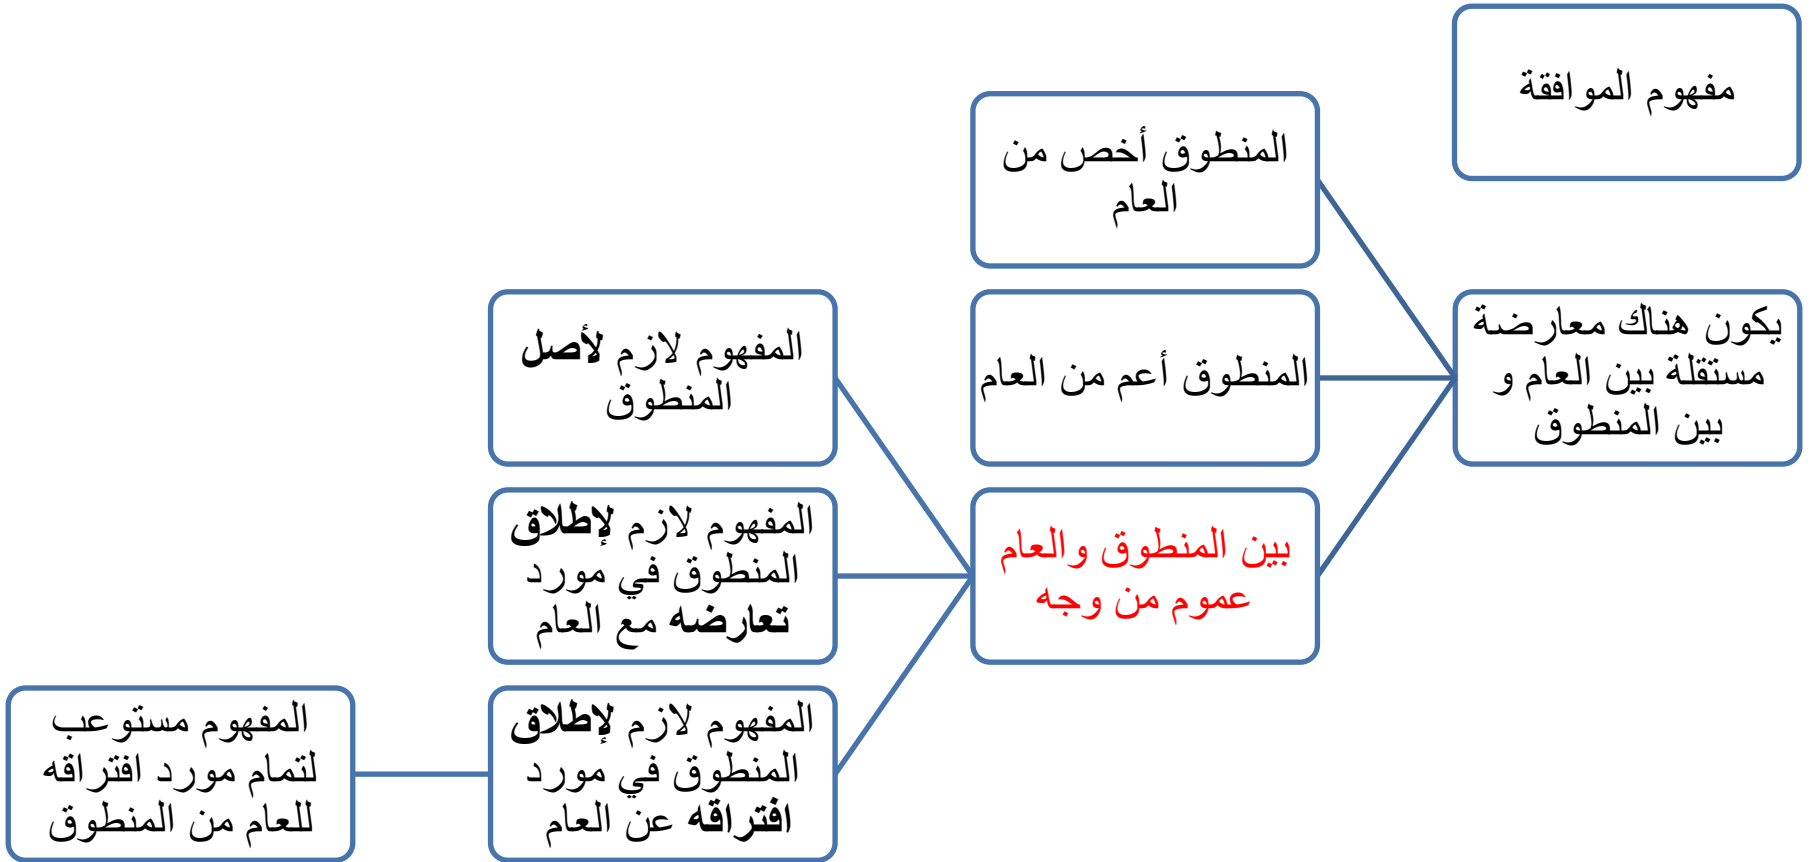 مفهوم الموافقة
يكون هناك معارضة
مستقلة بين العام و
بين المنطوق
المنطوق أخص من
العام
المنطوق أعم من العام
بين المنطوق والعام
عموم من وجه
المفهوم لازم لأصل
المنطوق
المفهوم لازم لإطلاق
المنطوق في مورد
تعارضه مع العام
المفهوم لازم لإطلاق
المنطوق في مورد
افتراقه عن العام
المفهوم مستوعب
لتمام مورد افتراقه
للعام من المنطوق